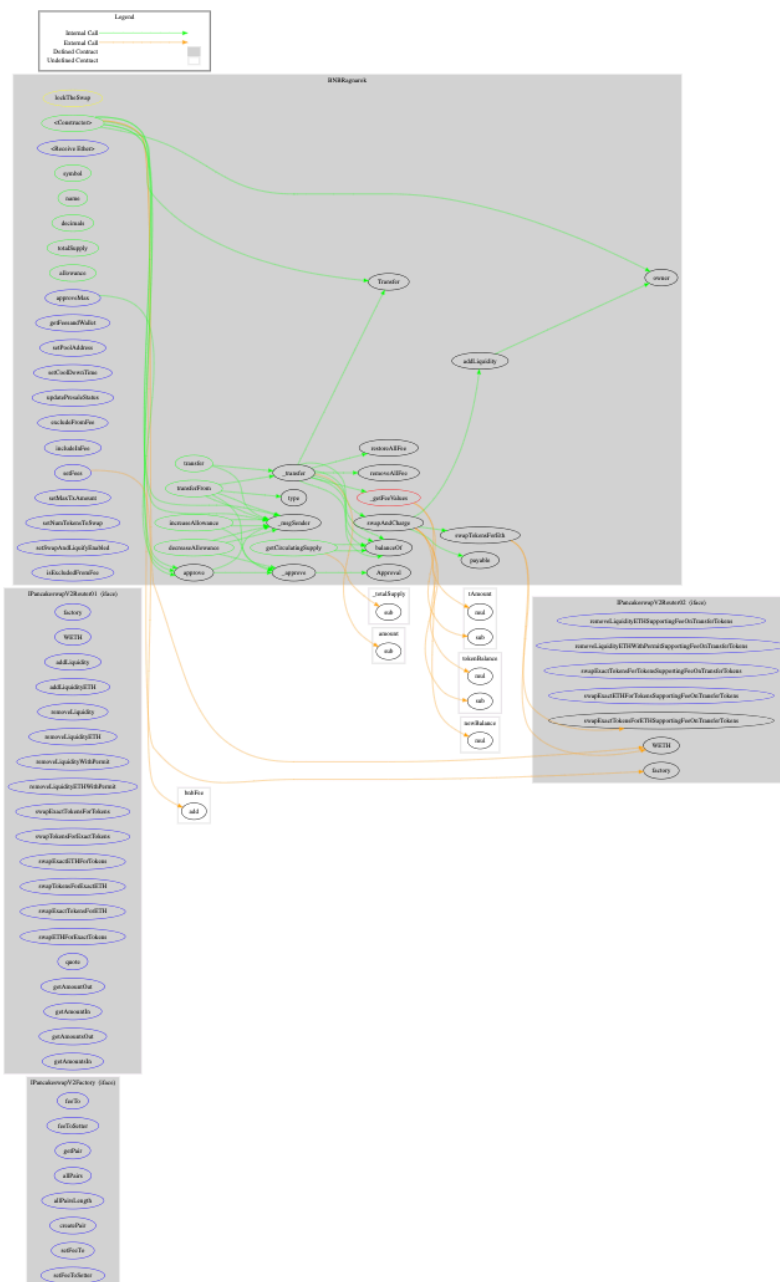 Legend
Internal Call
External Call
Defined Contract
Undefined Contract
BNBRagnarok
lockTheSwap
<Constructor>
<Receive Ether>
symbol
name
decimals
totalSupply
allowance
approveMax
getFeesandWallet
setPoolAddress
setCoolDownTime
updatePresaleStatus
excludeFromFee
includeInFee
setFees
setMaxTxAmount
setNumTokensToSwap
setSwapAndLiquifyEnabled
isExcludedFromFee
transfer
transferFrom
increaseAllowance
decreaseAllowance
approve
_transfer
type
_msgSender
getCirculatingSupply
_approve
Transfer
restoreAllFee
removeAllFee
_getFeeValues
swapAndCharge
balanceOf
Approval
addLiquidity
swapTokensForEth
payable
owner
_totalSupply
sub
amount
sub
tAmount
mul
sub
tokenBalance
mul
sub
newBalance
mul
add
IPancakeswapV2Router02 (iface)
removeLiquidityETHSupportingFeeOnTransferTokens
removeLiquidityETHWithPermitSupportingFeeOnTransferTokens
swapExactTokensForTokensSupportingFeeOnTransferTokens
swapExactETHForTokensSupportingFeeOnTransferTokens
swapExactTokensForETHSupportingFeeOnTransferTokens
WETH
factory
IPancakeswapV2Router01 (iface)
factory
WETH
addLiquidity
addLiquidityETH
removeLiquidity
removeLiquidityETH
removeLiquidityWithPermit
removeLiquidityETHWithPermit
swapExactTokensForTokens
swapTokensForExactTokens
swapExactETHForTokens
swapTokensForExactETH
swapExactTokensForETH
swapETHForExactTokens
quote
getAmountOut
getAmountIn
getAmountsOut
getAmountsIn
IPancakeswapV2Factory (iface)
feeTo
feeToSetter
getPair
allPairs
allPairsLength
createPair
setFeeTo
setFeeToSetter